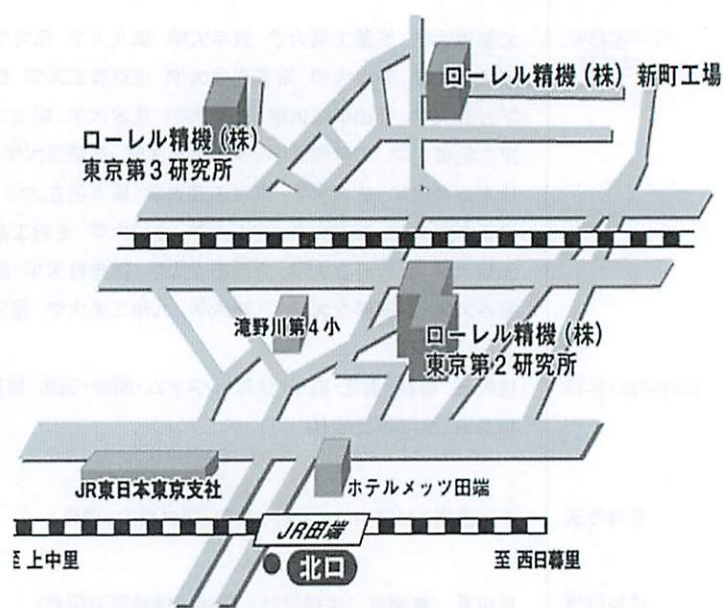 ローレル精機(株) 新町工場
ローレル精機(株)
東京第3研究所
滝野川第4小
ローレル精機(株)
東京第2研究所
JR東日本東京支社
ホテルメッツ田端
JR田端
至 上中里
北口
至 西日暮里